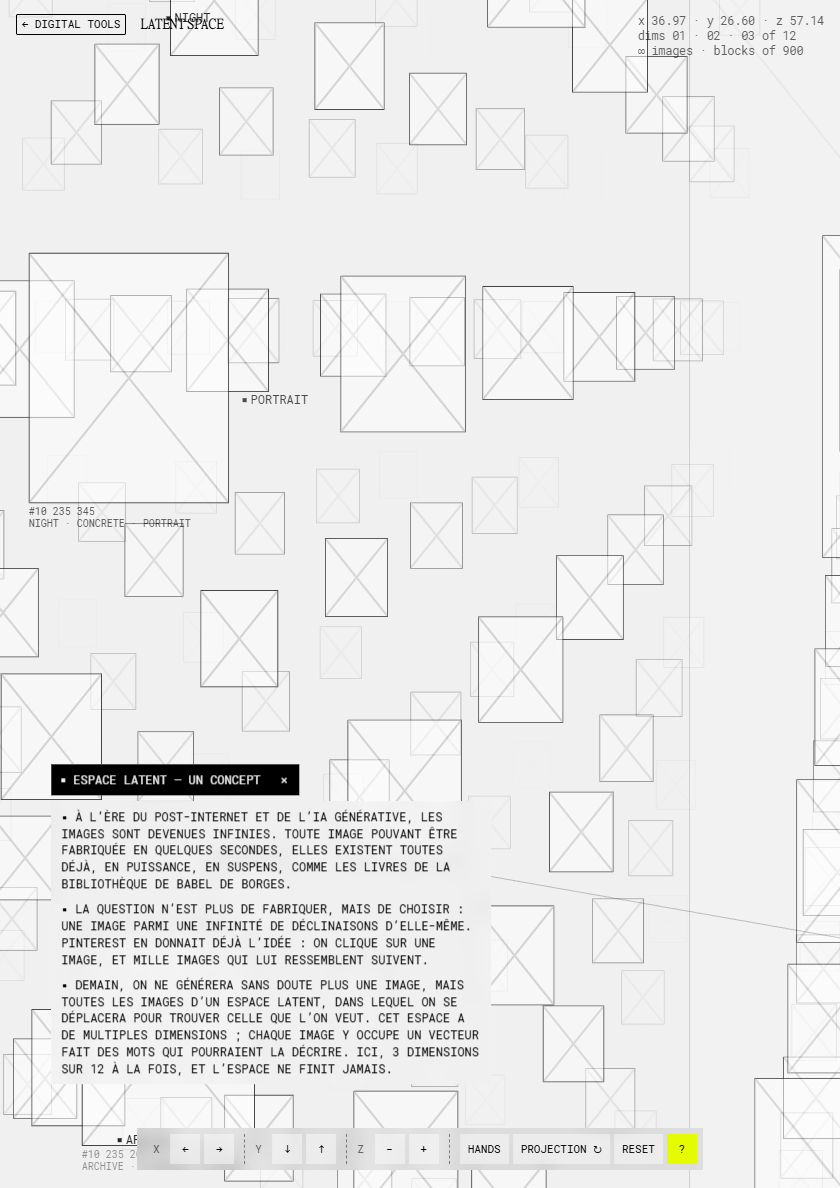 ← DIGITAL TOOLS
LATENT SPACE
▪ NIGHT
x 36.97 · y 26.60 · z 57.14
dims 01 · 02 · 03 of 12
∞ images · blocks of 900
▪ PORTRAIT
#10 235 345
NIGHT · CONCRETE · PORTRAIT
▪ ESPACE LATENT — UN CONCEPT ×
▪ À L'ÈRE DU POST-INTERNET ET DE L'IA GÉNÉRATIVE, LES
IMAGES SONT DEVENUES INFINIES. TOUTE IMAGE POUVANT ÊTRE
FABRIQUÉE EN QUELQUES SECONDES, ELLES EXISTENT TOUTES
DÉJÀ, EN PUISSANCE, EN SUSPENS, COMME LES LIVRES DE LA
BIBLIOTHÈQUE DE BABEL DE BORGES.
▪ LA QUESTION N'EST PLUS DE FABRIQUER, MAIS DE CHOISIR :
UNE IMAGE PARMI UNE INFINITÉ DE DÉCLINAISONS D'ELLE-MÊME.
PINTEREST EN DONNAIT DÉJÀ L'IDÉE : ON CLIQUE SUR UNE
IMAGE, ET MILLE IMAGES QUI LUI RESSEMBLENT SUIVENT.
▪ DEMAIN, ON NE GÉNÉRERA SANS DOUTE PLUS UNE IMAGE, MAIS
TOUTES LES IMAGES D'UN ESPACE LATENT, DANS LEQUEL ON SE
DÉPLACERA POUR TROUVER CELLE QUE L'ON VEUT. CET ESPACE A
DE MULTIPLES DIMENSIONS ; CHAQUE IMAGE Y OCCUPE UN VECTEUR
FAIT DES MOTS QUI POURRAIENT LA DÉCRIRE. ICI, 3 DIMENSIONS
SUR 12 À LA FOIS, ET L'ESPACE NE FINIT JAMAIS.
#10 235
ARCHIVE ·
X ← → Y ↓ ↑ Z − + HANDS PROJECTION ↻ RESET ?